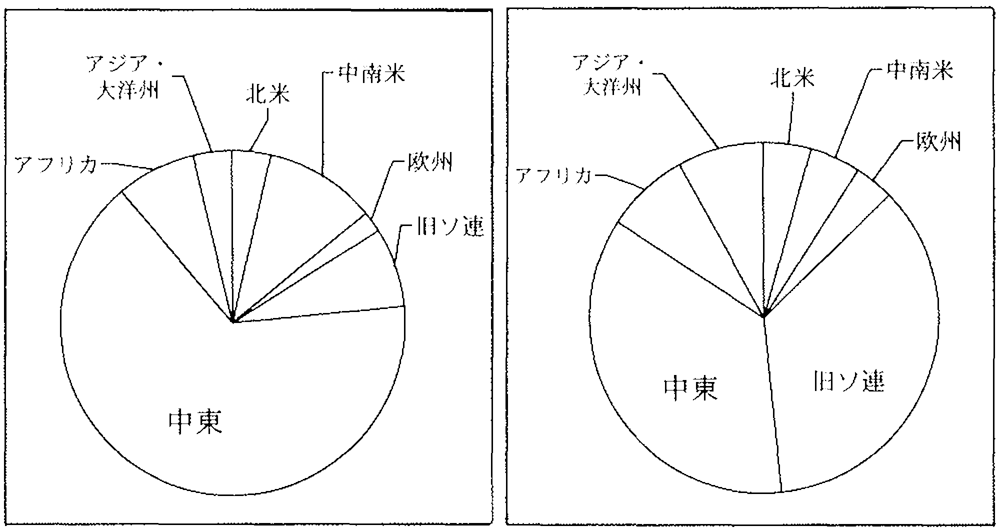 アジア・
大洋州
北米
中南米
アフリカ
欧州
旧ソ連
中東
アジア・
大洋州
北米
中南米
欧州
アフリカ
中東
旧ソ連